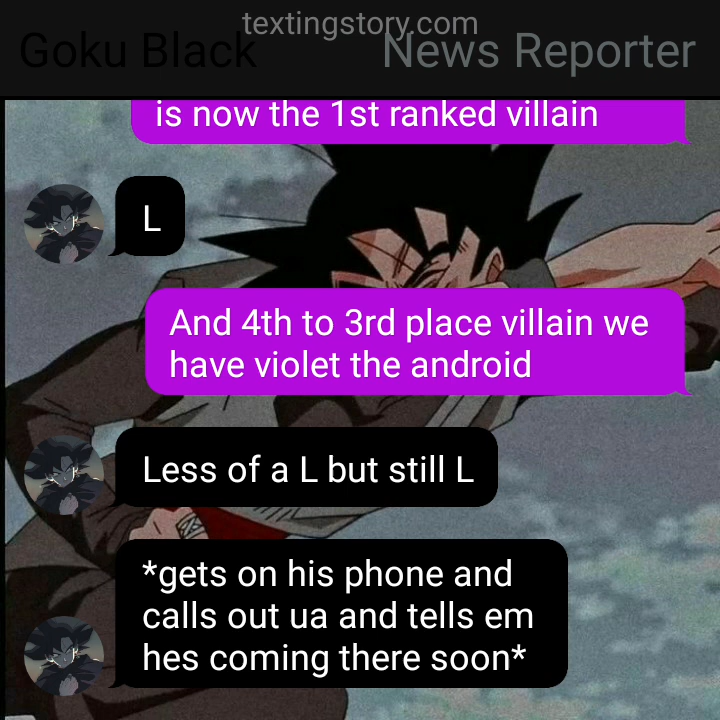 textingstory.com
Goku Black
News Reporter
is now the 1st ranked villain
L
And 4th to 3rd place villain we
have violet the android
Less of a L but still L
*gets on his phone and
calls out ua and tells em
hes coming there soon*